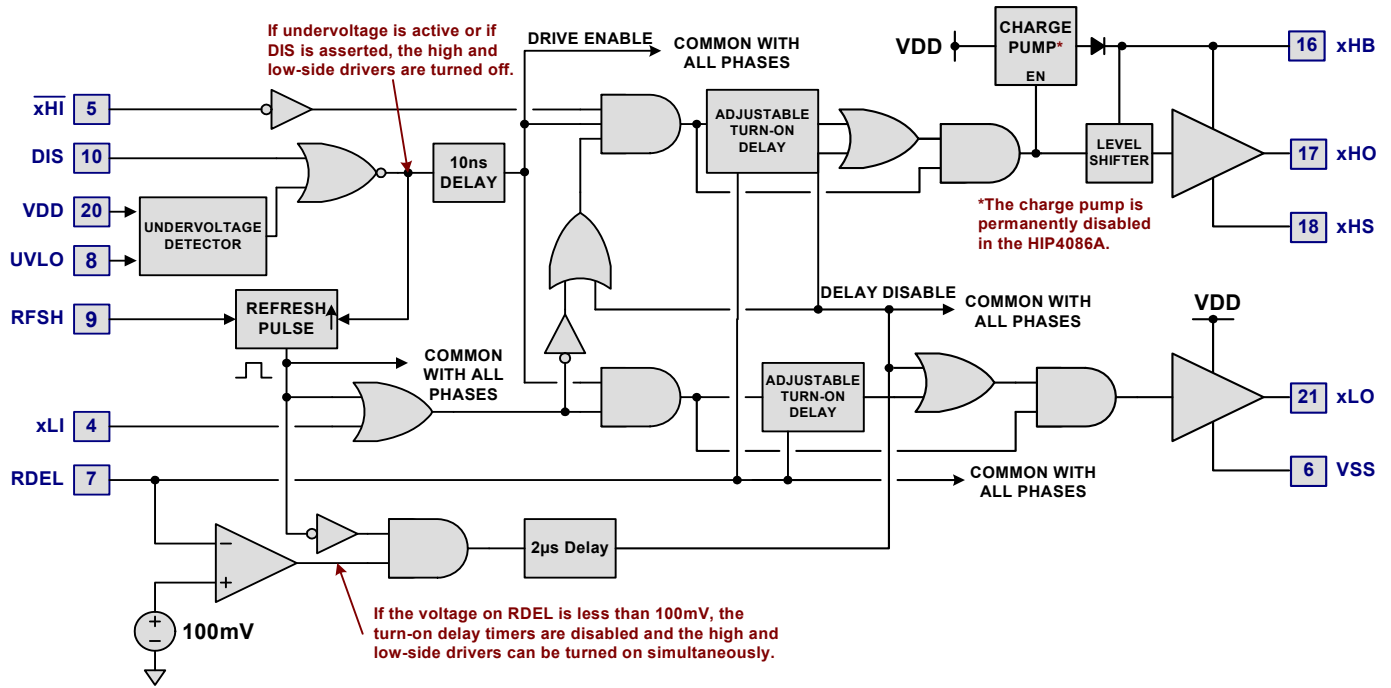 If undervoltage is active or if
DIS is asserted, the high and
low-side drivers are turned off.
DRIVE ENABLE
COMMON WITH
ALL PHASES
VDD
CHARGE
PUMP*
EN
16 xHB
xHI 5
DIS 10
10ns
DELAY
ADJUSTABLE
TURN-ON
DELAY
LEVEL
SHIFTER
17 xHO
VDD 20
UVLO 8
UNDERVOLTAGE
DETECTOR
*The charge pump is
permanently disabled
in the HIP4086A.
18 xHS
RFSH 9
REFRESH
PULSE
DELAY DISABLE
COMMON WITH
ALL PHASES
VDD
COMMON
WITH ALL
PHASES
ADJUSTABLE
TURN-ON
DELAY
21 xLO
xLI 4
RDEL 7
COMMON WITH
ALL PHASES
6 VSS
−
+
2µs Delay
+
−
100mV
If the voltage on RDEL is less than 100mV, the
turn-on delay timers are disabled and the high and
low-side drivers can be turned on simultaneously.